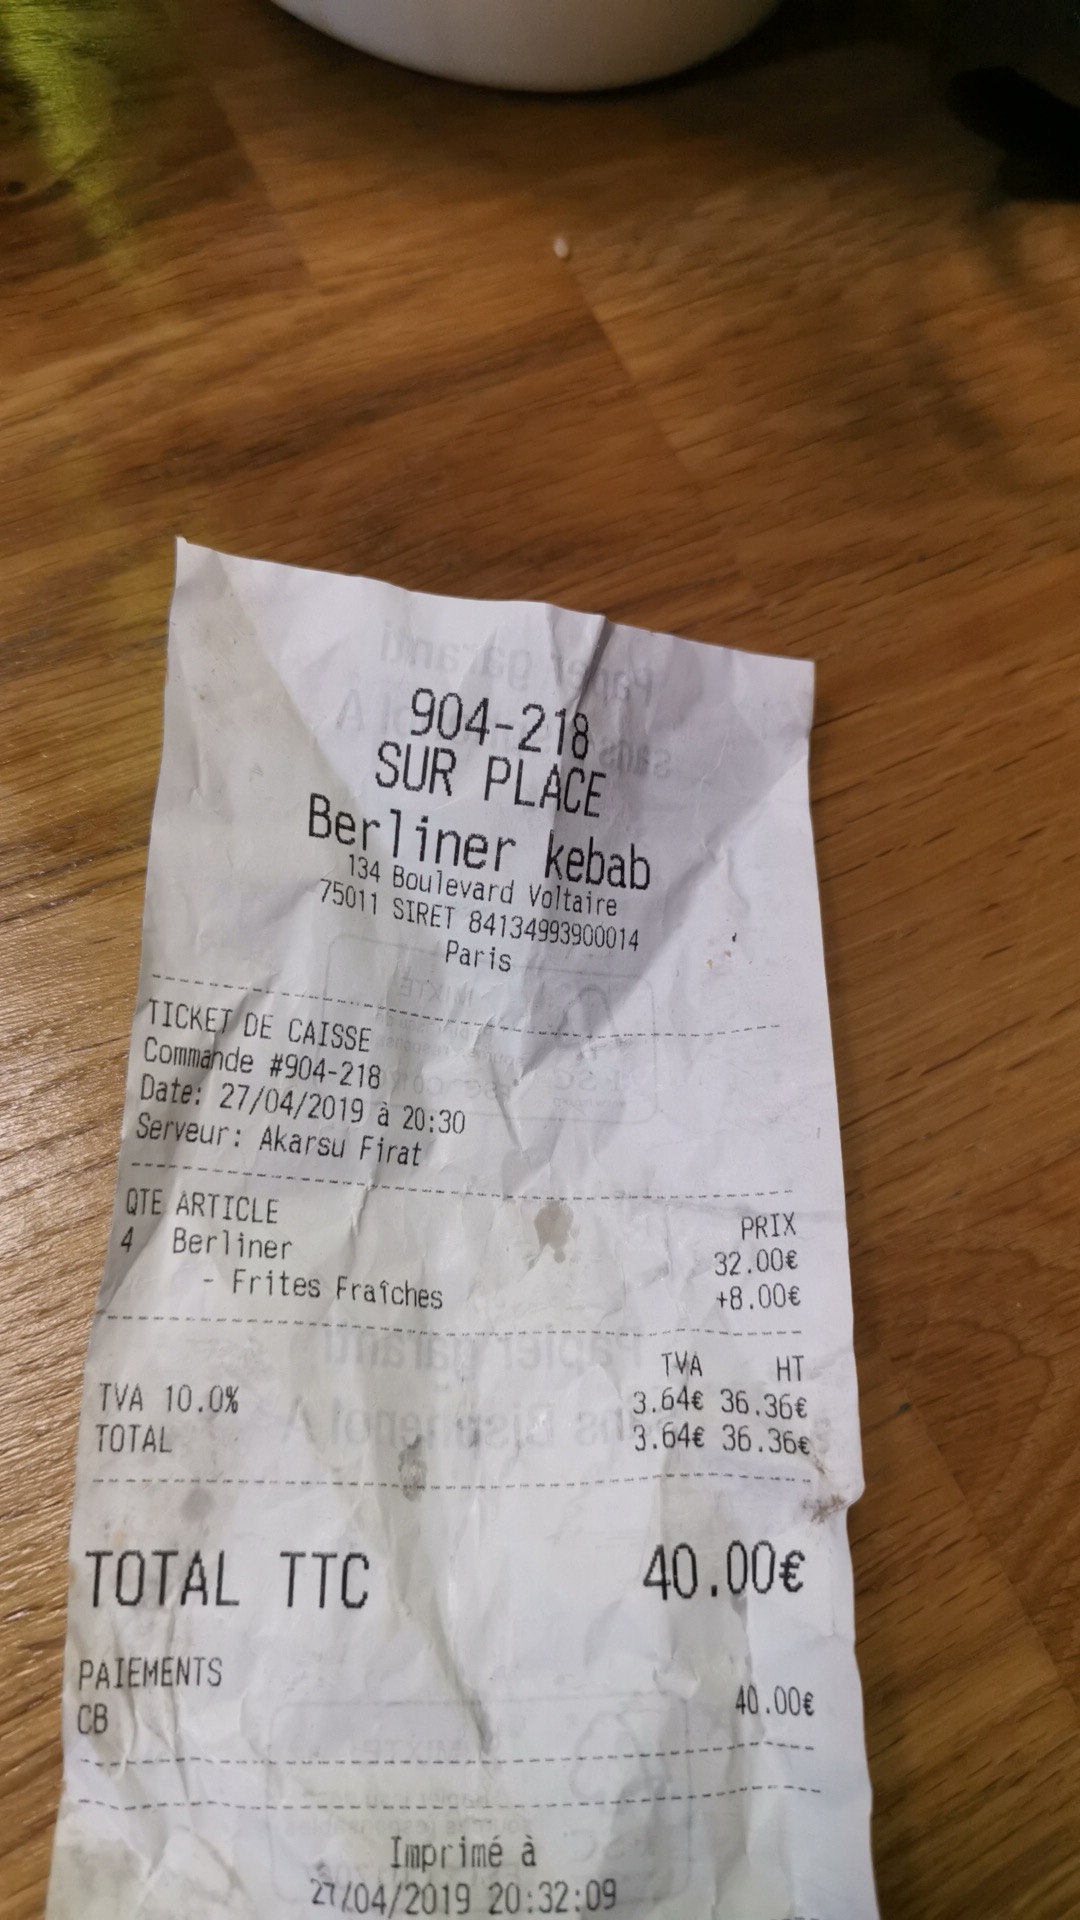 904-218
SUR PLACE
Berliner kebab
134 Boulevard Voltaire
75011 SIRET 84134993900014
Paris
TICKET DE CAISSE
Commande #904-218
Date: 27/04/2019 à 20:30
Serveur: Akarsu Firat
QTE ARTICLE PRIX
4 Berliner 32.00€
- Frites Fraîches +8.00€
TVA HT
TVA 10.0% 3.64€ 36.36€
TOTAL 3.64€ 36.36€
TOTAL TTC 40.00€
PAIEMENTS
CB 40.00€
Imprimé à
27/04/2019 20:32:09